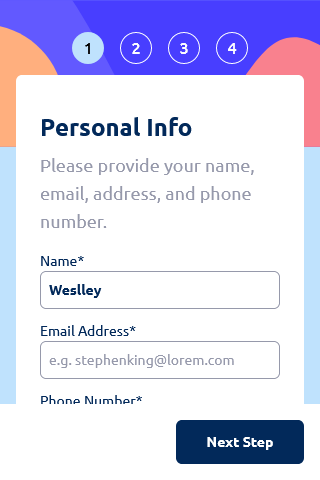 1 2 3 4
Personal Info
Please provide your name,
email, address, and phone
number.
Name*
Weslley
Email Address*
e.g. stephenking@lorem.com
Phone Number*
Next Step